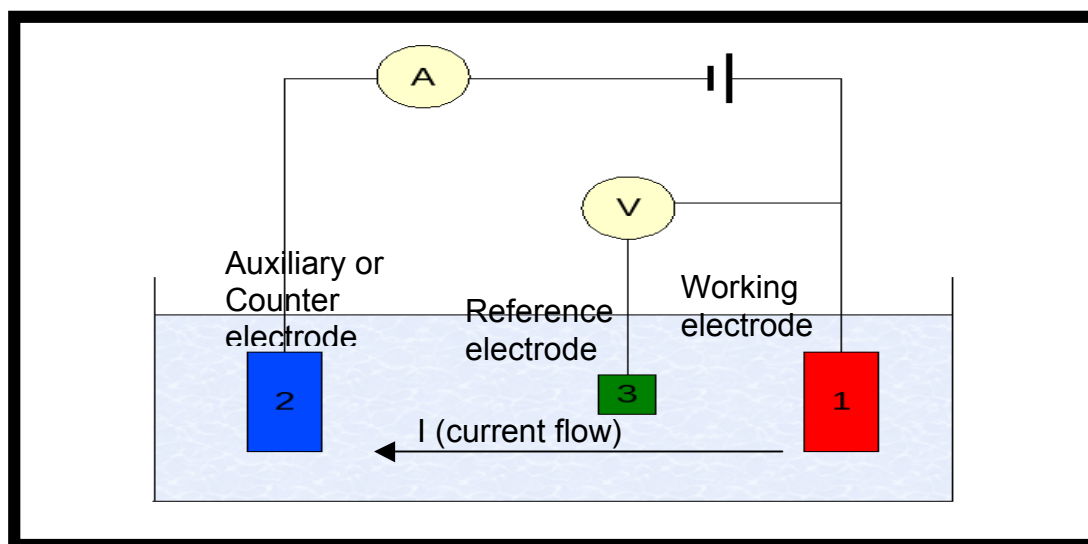 A
V
Auxiliary or
Counter
electrode
Reference
electrode
Working
electrode
2
3
1
I (current flow)